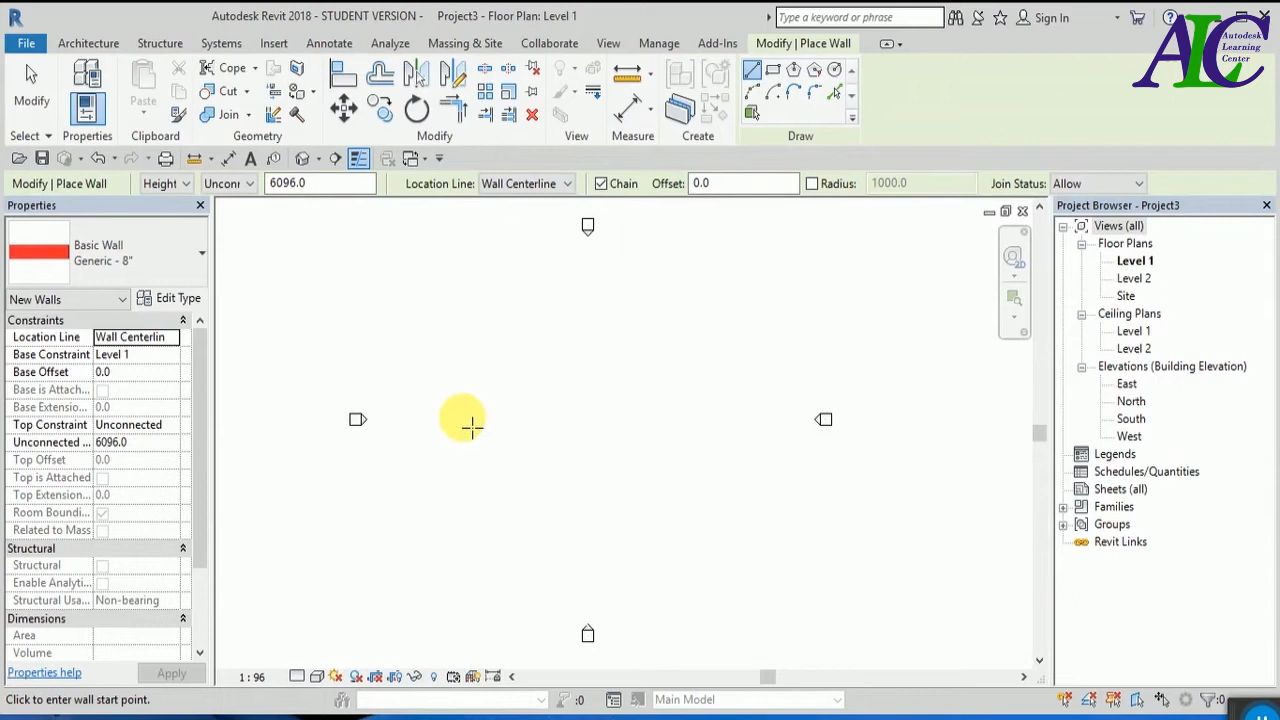 Autodesk Revit 2018 - STUDENT VERSION - Project3 - Floor Plan: Level 1
Type a keyword or phrase
Sign In
ALC
Autodesk
Learning
Center
File
Architecture
Structure
Systems
Insert
Annotate
Analyze
Massing & Site
Collaborate
View
Manage
Add-Ins
Modify | Place Wall
Modify
Paste
Cope
Cut
Join
Select
Properties
Clipboard
Geometry
Modify
View
Measure
Create
Draw
Modify | Place Wall
Height
Unconr
6096.0
Location Line:
Wall Centerline
Chain
Offset:
0.0
Radius:
1000.0
Join Status:
Allow
Properties
Basic Wall
Generic - 8"
New Walls
Edit Type
Constraints
Location Line
Wall Centerlin
Base Constraint
Level 1
Base Offset
0.0
Base is Attach...
Base Extensio...
0.0
Top Constraint
Unconnected
Unconnected ...
6096.0
Top Offset
0.0
Top is Attached
Top Extension...
0.0
Room Boundi...
Related to Mass
Structural
Structural
Enable Analyti...
Structural Usa...
Non-bearing
Dimensions
Area
Volume
Properties help
Apply
2D
1 : 96
Project Browser - Project3
Views (all)
Floor Plans
Level 1
Level 2
Site
Ceiling Plans
Level 1
Level 2
Elevations (Building Elevation)
East
North
South
West
Legends
Schedules/Quantities
Sheets (all)
Families
Groups
Revit Links
Click to enter wall start point.
:0
Main Model
:0